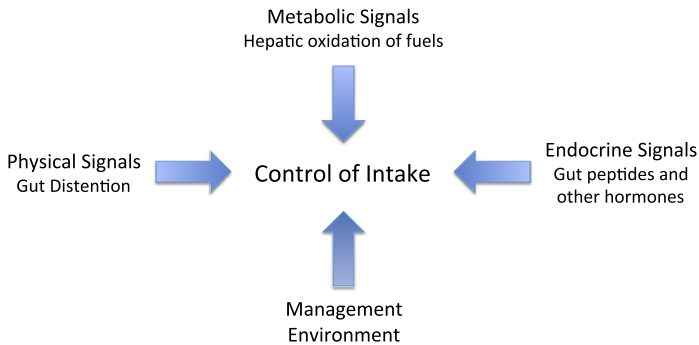 Metabolic Signals
Hepatic oxidation of fuels
Physical Signals
Gut Distention
Control of Intake
Endocrine Signals
Gut peptides and
other hormones
Management
Environment